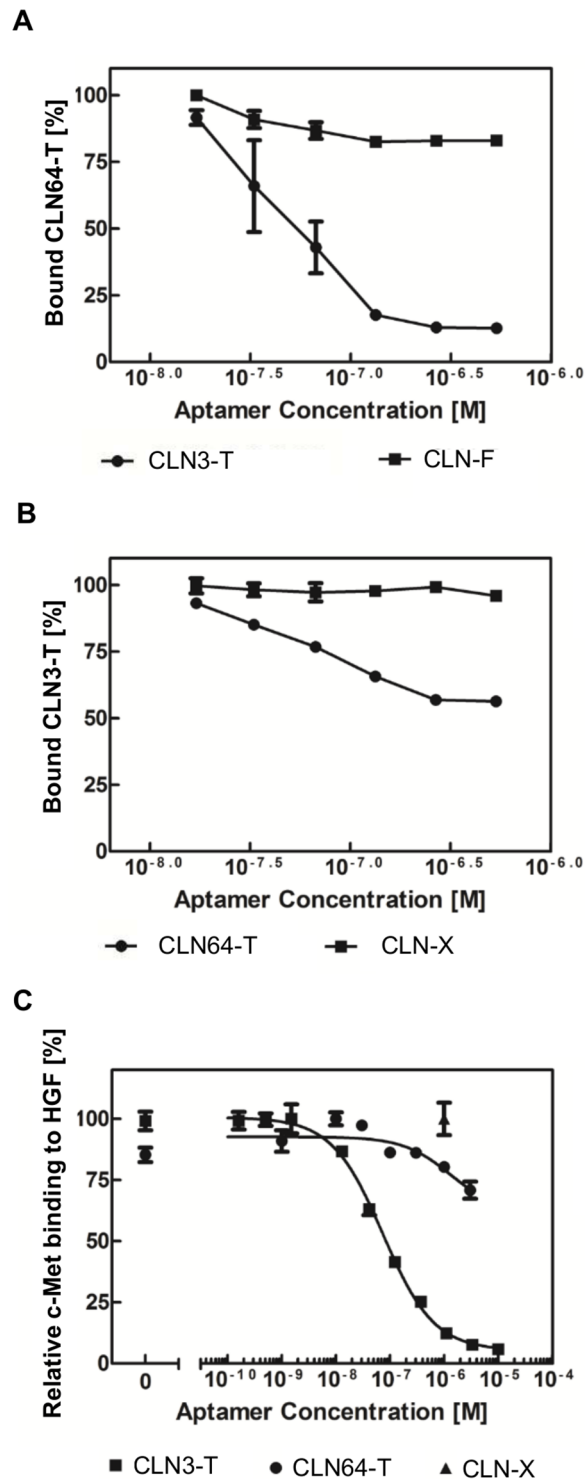 A
Bound CLN64-T [%]
100
75
50
25
0
10^-8.0 10^-7.5 10^-7.0 10^-6.5 10^-6.0
Aptamer Concentration [M]
CLN3-T CLN-F
B
Bound CLN3-T [%]
100
75
50
25
0
10^-8.0 10^-7.5 10^-7.0 10^-6.5 10^-6.0
Aptamer Concentration [M]
CLN64-T CLN-X
C
Relative c-Met binding to HGF [%]
100
75
50
25
0
0 10^-10 10^-9 10^-8 10^-7 10^-6 10^-5 10^-4
Aptamer Concentration [M]
CLN3-T CLN64-T CLN-X